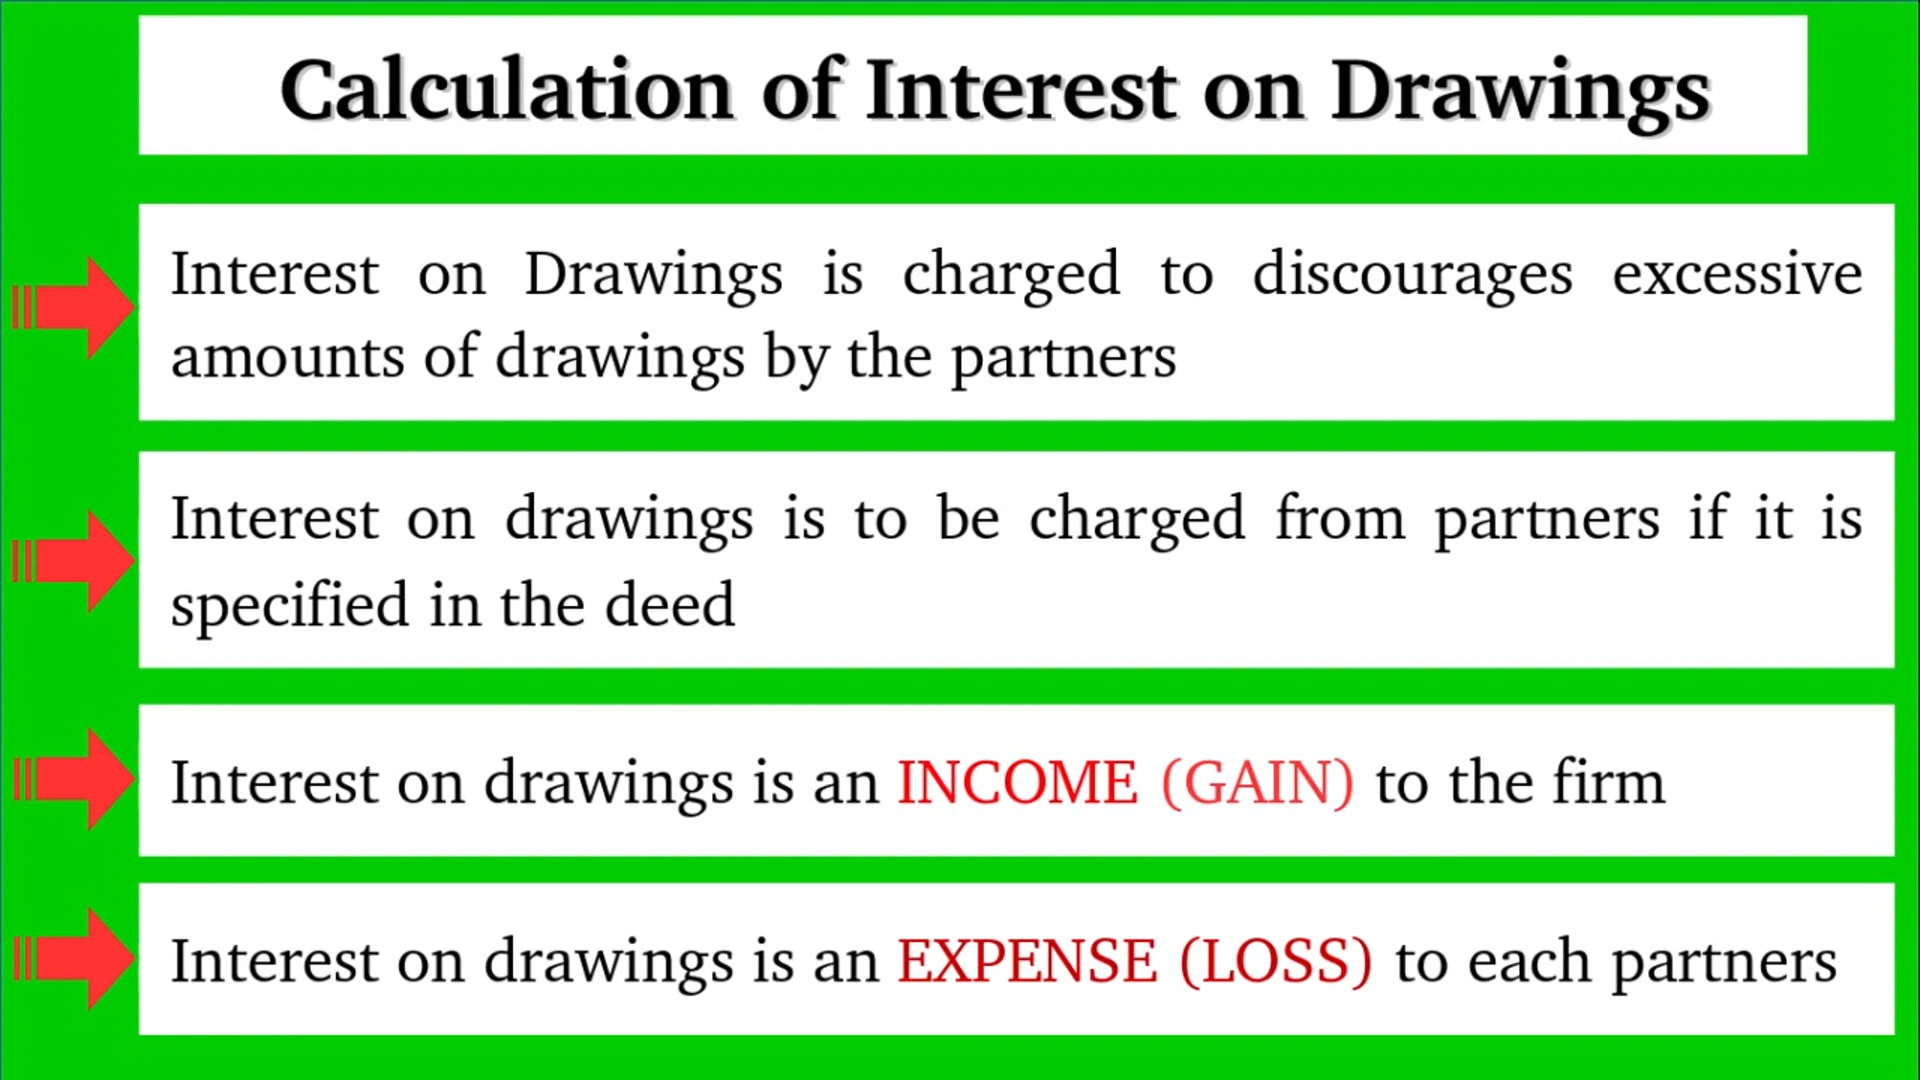 Calculation of Interest on Drawings
Interest on Drawings is charged to discourages excessive
amounts of drawings by the partners
Interest on drawings is to be charged from partners if it is
specified in the deed
Interest on drawings is an INCOME (GAIN) to the firm
Interest on drawings is an EXPENSE (LOSS) to each partners